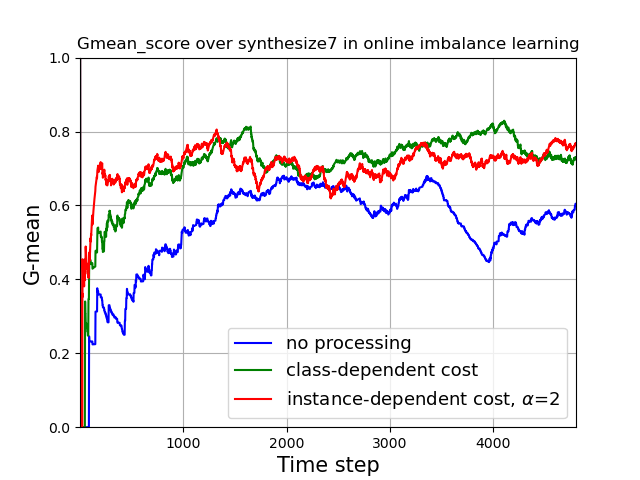 Gmean_score over synthesize7 in online imbalance learning
1.0
0.8
0.6
0.4
0.2
0.0
G-mean
no processing
class-dependent cost
instance-dependent cost, α=2
1000 2000 3000 4000
Time step